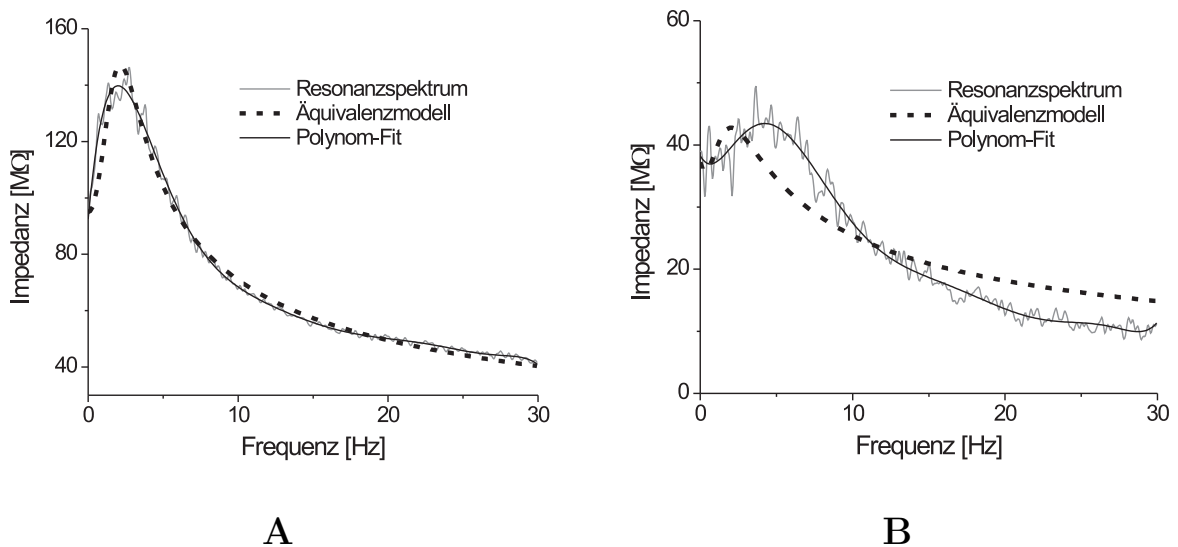 160
120
80
40
0
10
20
30
Impedanz [MΩ]
Frequenz [Hz]
Resonanzspektrum
Äquivalenzmodell
Polynom-Fit
A
60
40
20
0
0
10
20
30
Impedanz [MΩ]
Frequenz [Hz]
Resonanzspektrum
Äquivalenzmodell
Polynom-Fit
B